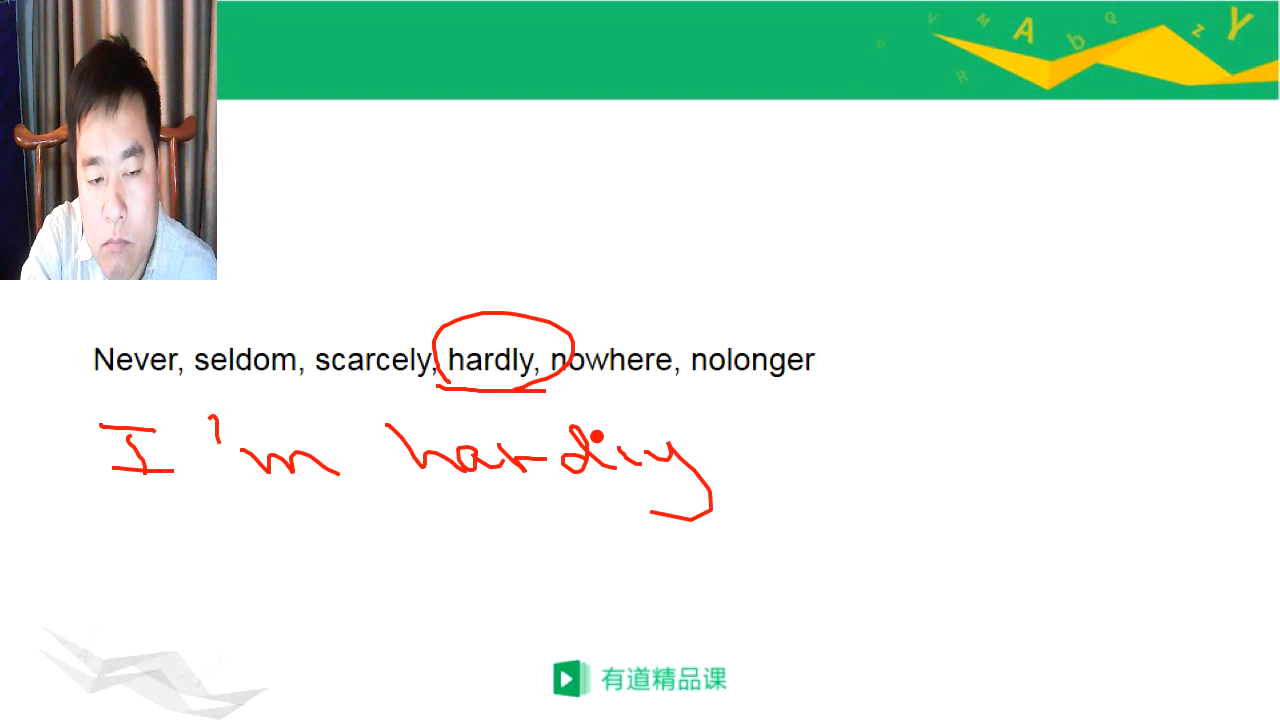 Never, seldom, scarcely, hardly, nowhere, nolonger
I'm hardly
有道精品课